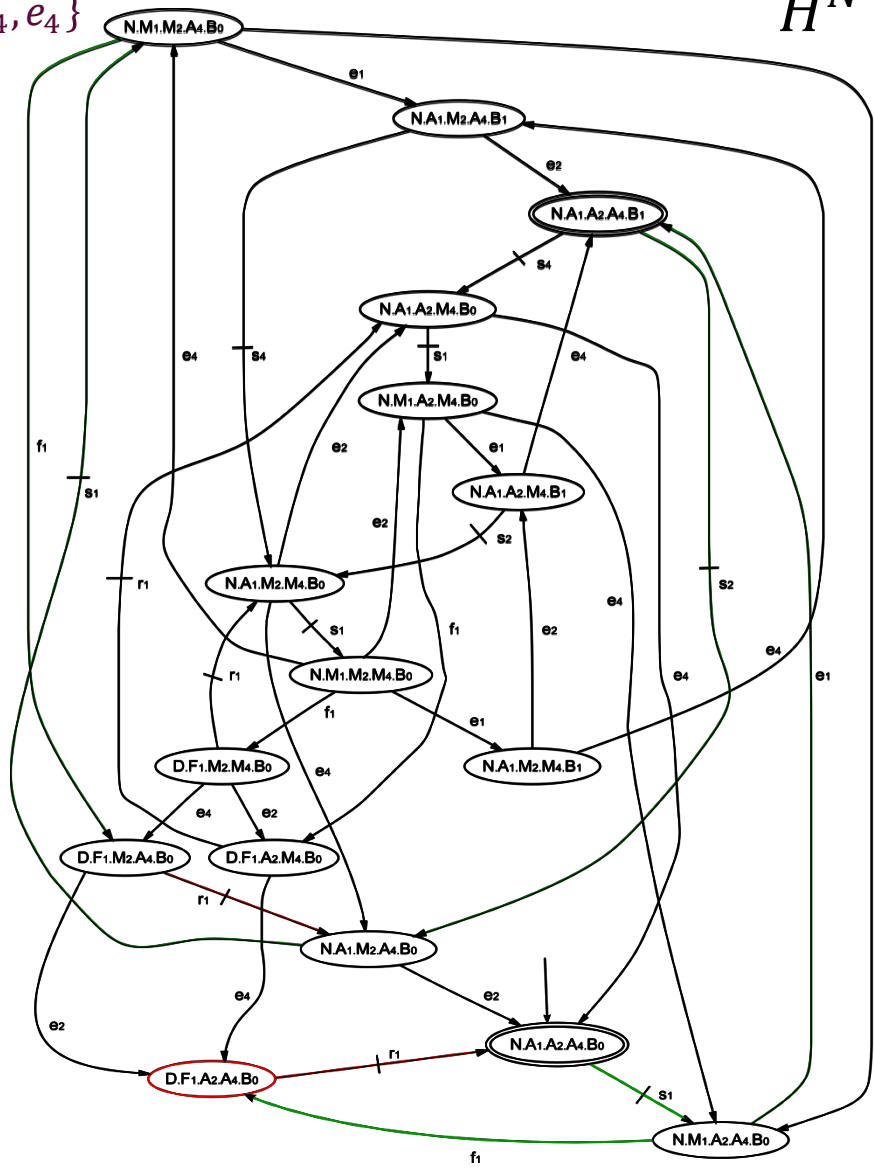 ₄, e₄}
Hᴺ
N.M₁.M₂.A₄.B₀
e₁
N.A₁.M₂.A₄.B₁
e₂
N.A₁.A₂.A₄.B₁
s₄
N.A₁.A₂.M₄.B₀
e₄
s₄
s₁
e₄
N.M₁.A₂.M₄.B₀
f₁
e₂
e₁
s₁
N.A₁.A₂.M₄.B₁
e₂
s₂
r₁
N.A₁.M₂.M₄.B₀
s₂
e₄
s₁
f₁
e₂
e₄
r₁
N.M₁.M₂.M₄.B₀
e₄
e₁
f₁
e₁
D.F₁.M₂.M₄.B₀
e₄
N.A₁.M₂.M₄.B₁
e₄
e₂
D.F₁.M₂.A₄.B₀
D.F₁.A₂.M₄.B₀
r₁
N.A₁.M₂.A₄.B₀
e₄
e₂
e₂
N.A₁.A₂.A₄.B₀
r₁
D.F₁.A₂.A₄.B₀
s₁
N.M₁.A₂.A₄.B₀
f₁